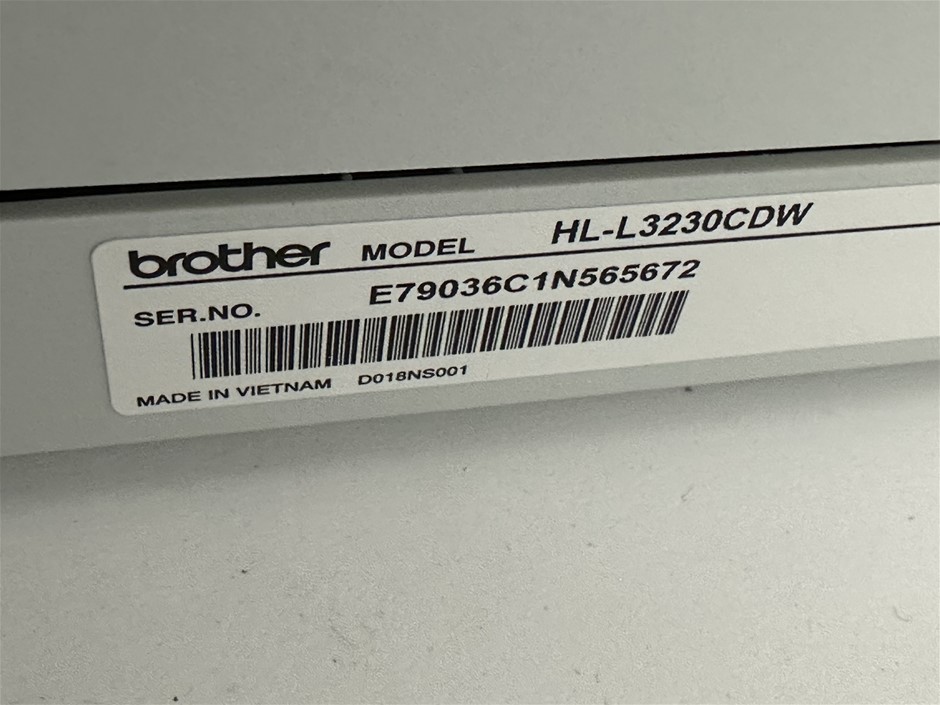 brother MODEL HL-L3230CDW
SER.NO. E79036C1N565672
MADE IN VIETNAM D018NS001